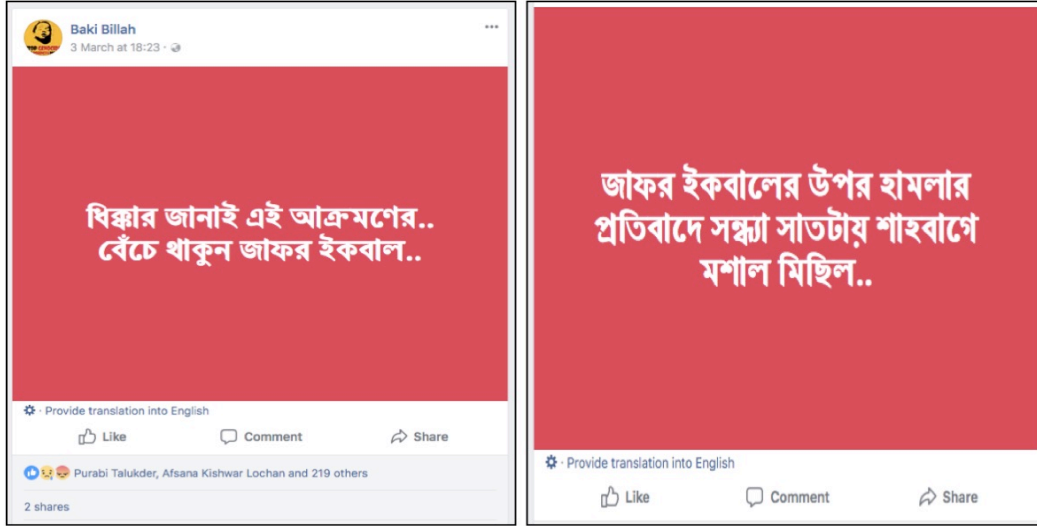 Baki Billah
3 March at 18:23
ধিক্কার জানাই এই আক্রমণের..
বেঁচে থাকুন জাফর ইকবাল..
Provide translation into English
Like Comment Share
Purabi Talukder, Afsana Kishwar Lochan and 219 others
2 shares
জাফর ইকবালের উপর হামলার
প্রতিবাদে সন্ধ্যা সাতটায় শাহবাগে
মশাল মিছিল..
Provide translation into English
Like Comment Share